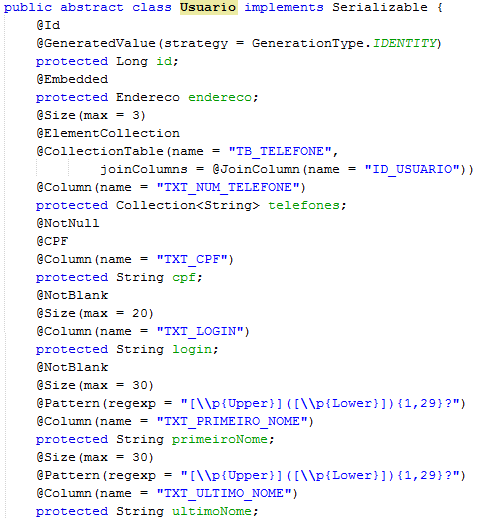 public abstract class Usuario implements Serializable {
@Id
@GeneratedValue(strategy = GenerationType.IDENTITY)
protected Long id;
@Embedded
protected Endereco endereco;
@Size(max = 3)
@ElementCollection
@CollectionTable(name = "TB_TELEFONE",
joinColumns = @JoinColumn(name = "ID_USUARIO"))
@Column(name = "TXT_NUM_TELEFONE")
protected Collection<String> telefones;
@NotNull
@CPF
@Column(name = "TXT_CPF")
protected String cpf;
@NotBlank
@Size(max = 20)
@Column(name = "TXT_LOGIN")
protected String login;
@NotBlank
@Size(max = 30)
@Pattern(regexp = "[\\p{Upper}]([\\p{Lower}]){1,29}?")
@Column(name = "TXT_PRIMEIRO_NOME")
protected String primeiroNome;
@Size(max = 30)
@Pattern(regexp = "[\\p{Upper}]([\\p{Lower}]){1,29}?")
@Column(name = "TXT_ULTIMO_NOME")
protected String ultimoNome;